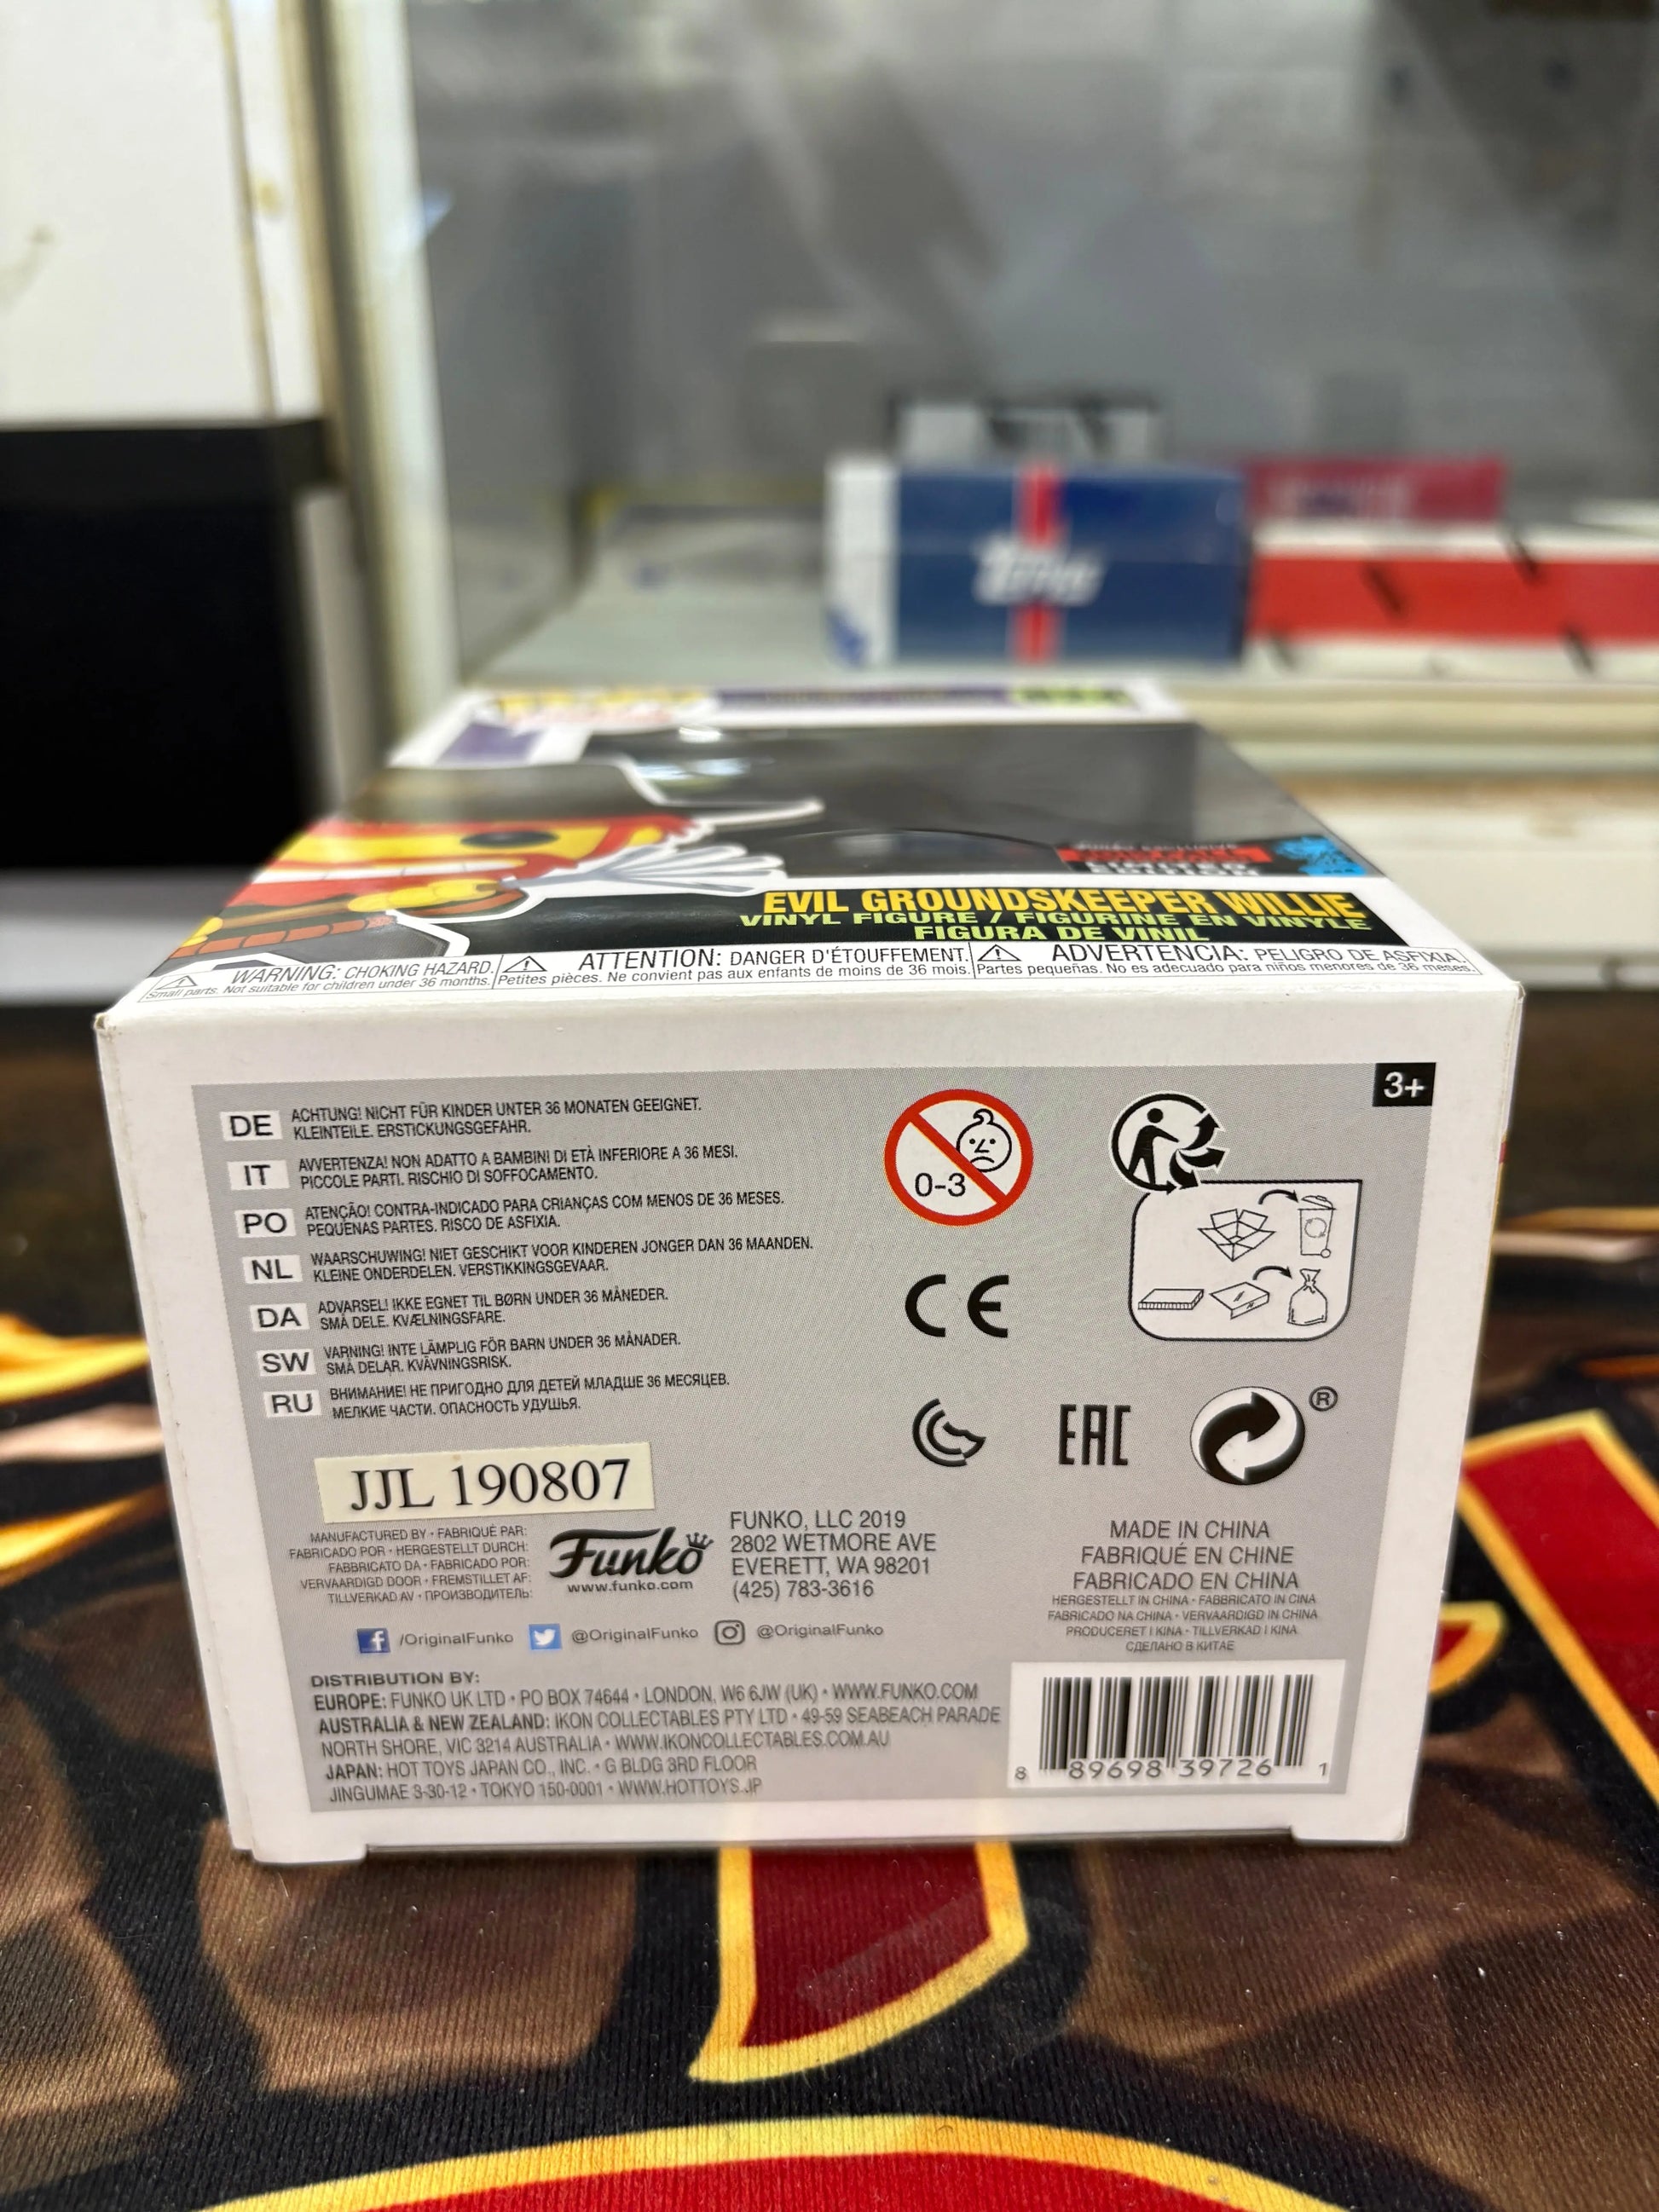 Topps
LIMITED
EDITION
EVIL GROUNDSKEEPER WILLIE
VINYL FIGURE / FIGURINE EN VINYLE
FIGURA DE VINIL
WARNING: CHOKING HAZARD.
Small parts. Not suitable for children under 36 months.
ATTENTION: DANGER D'ÉTOUFFEMENT.
Petites pièces. Ne convient pas aux enfants de moins de 36 mois.
ADVERTENCIA: PELIGRO DE ASFIXIA.
Partes pequeñas. No es adecuado para niños menores de 36 meses.
3+
DE ACHTUNG! NICHT FÜR KINDER UNTER 36 MONATEN GEEIGNET.
KLEINTEILE. ERSTICKUNGSGEFAHR.
IT AVVERTENZA! NON ADATTO A BAMBINI DI ETÀ INFERIORE A 36 MESI.
PICCOLE PARTI. RISCHIO DI SOFFOCAMENTO.
PO ATENÇÃO! CONTRA-INDICADO PARA CRIANÇAS COM MENOS DE 36 MESES.
PEQUENAS PARTES. RISCO DE ASFIXIA.
NL WAARSCHUWING! NIET GESCHIKT VOOR KINDEREN JONGER DAN 36 MAANDEN.
KLEINE ONDERDELEN. VERSTIKKINGSGEVAAR.
DA ADVARSEL! IKKE EGNET TIL BØRN UNDER 36 MÅNEDER.
SMÅ DELE. KVÆLNINGSFARE.
SW VARNING! INTE LÄMPLIG FÖR BARN UNDER 36 MÅNADER.
SMÅ DELAR. KVÄVNINGSRISK.
RU ВНИМАНИЕ! НЕ ПРИГОДНО ДЛЯ ДЕТЕЙ МЛАДШЕ 36 МЕСЯЦЕВ.
МЕЛКИЕ ЧАСТИ. ОПАСНОСТЬ УДУШЬЯ.
0-3
CE
EAC
®
JJL 190807
MANUFACTURED BY • FABRIQUÉ PAR:
FABRICADO POR • HERGESTELLT DURCH:
FABBRICATO DA • FABRICADO POR:
VERVAARDIGD DOOR • FREMSTILLET AF:
TILLVERKAD AV • ПРОИЗВОДИТЕЛЬ:
Funko
www.funko.com
FUNKO, LLC 2019
2802 WETMORE AVE
EVERETT, WA 98201
(425) 783-3616
MADE IN CHINA
FABRIQUÉ EN CHINE
FABRICADO EN CHINA
HERGESTELLT IN CHINA • FABBRICATO IN CINA
FABRICADO NA CHINA • VERVAARDIGD IN CHINA
PRODUCERET I KINA • TILLVERKAD I KINA
СДЕЛАНО В КИТАЕ
/OriginalFunko @OriginalFunko @OriginalFunko
DISTRIBUTION BY:
EUROPE: FUNKO UK LTD • PO BOX 74644 • LONDON, W6 6JW (UK) • WWW.FUNKO.COM
AUSTRALIA & NEW ZEALAND: IKON COLLECTABLES PTY LTD • 49-59 SEABEACH PARADE
NORTH SHORE, VIC 3214 AUSTRALIA • WWW.IKONCOLLECTABLES.COM.AU
JAPAN: HOT TOYS JAPAN CO., INC. • G BLDG 3RD FLOOR
JINGUMAE 3-30-12 • TOKYO 150-0001 • WWW.HOTTOYS.JP
8 89698 39726 1